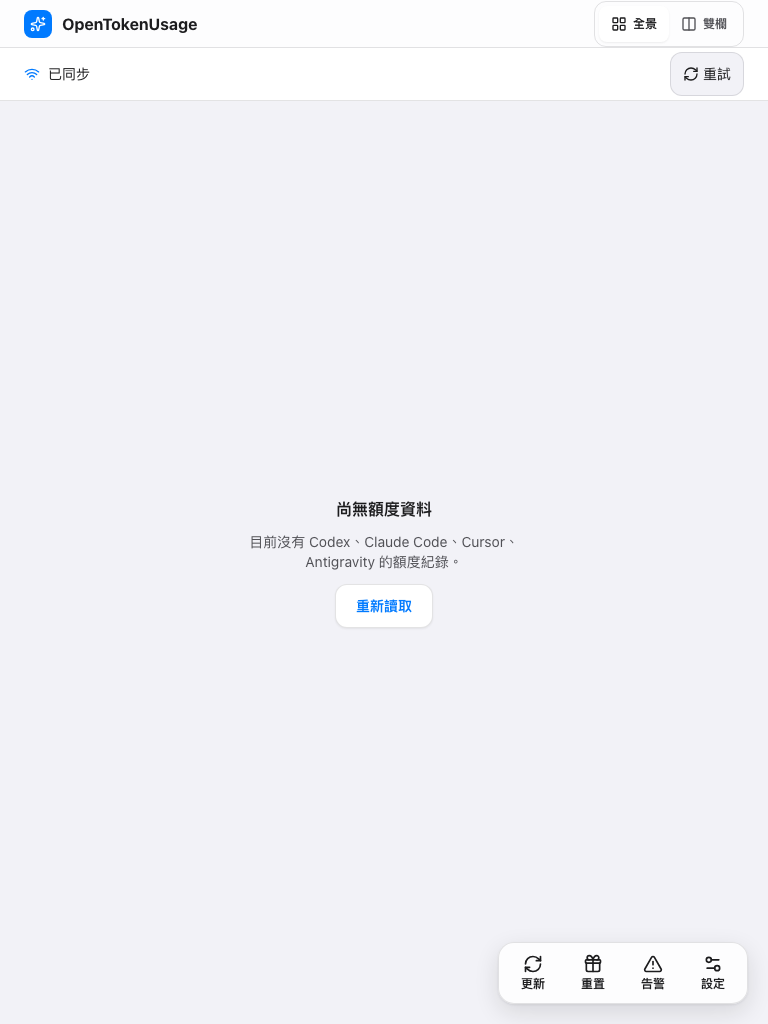 OpenTokenUsage
全景
雙欄
已同步
重試
尚無額度資料
目前沒有 Codex、Claude Code、Cursor、
Antigravity 的額度紀錄。
重新讀取
更新
重置
告警
設定